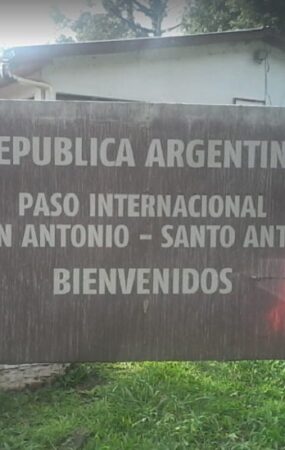 EPUBLICA ARGENTIN
PASO INTERNACIONAL
N ANTONIO - SANTO ANT
BIENVENIDOS